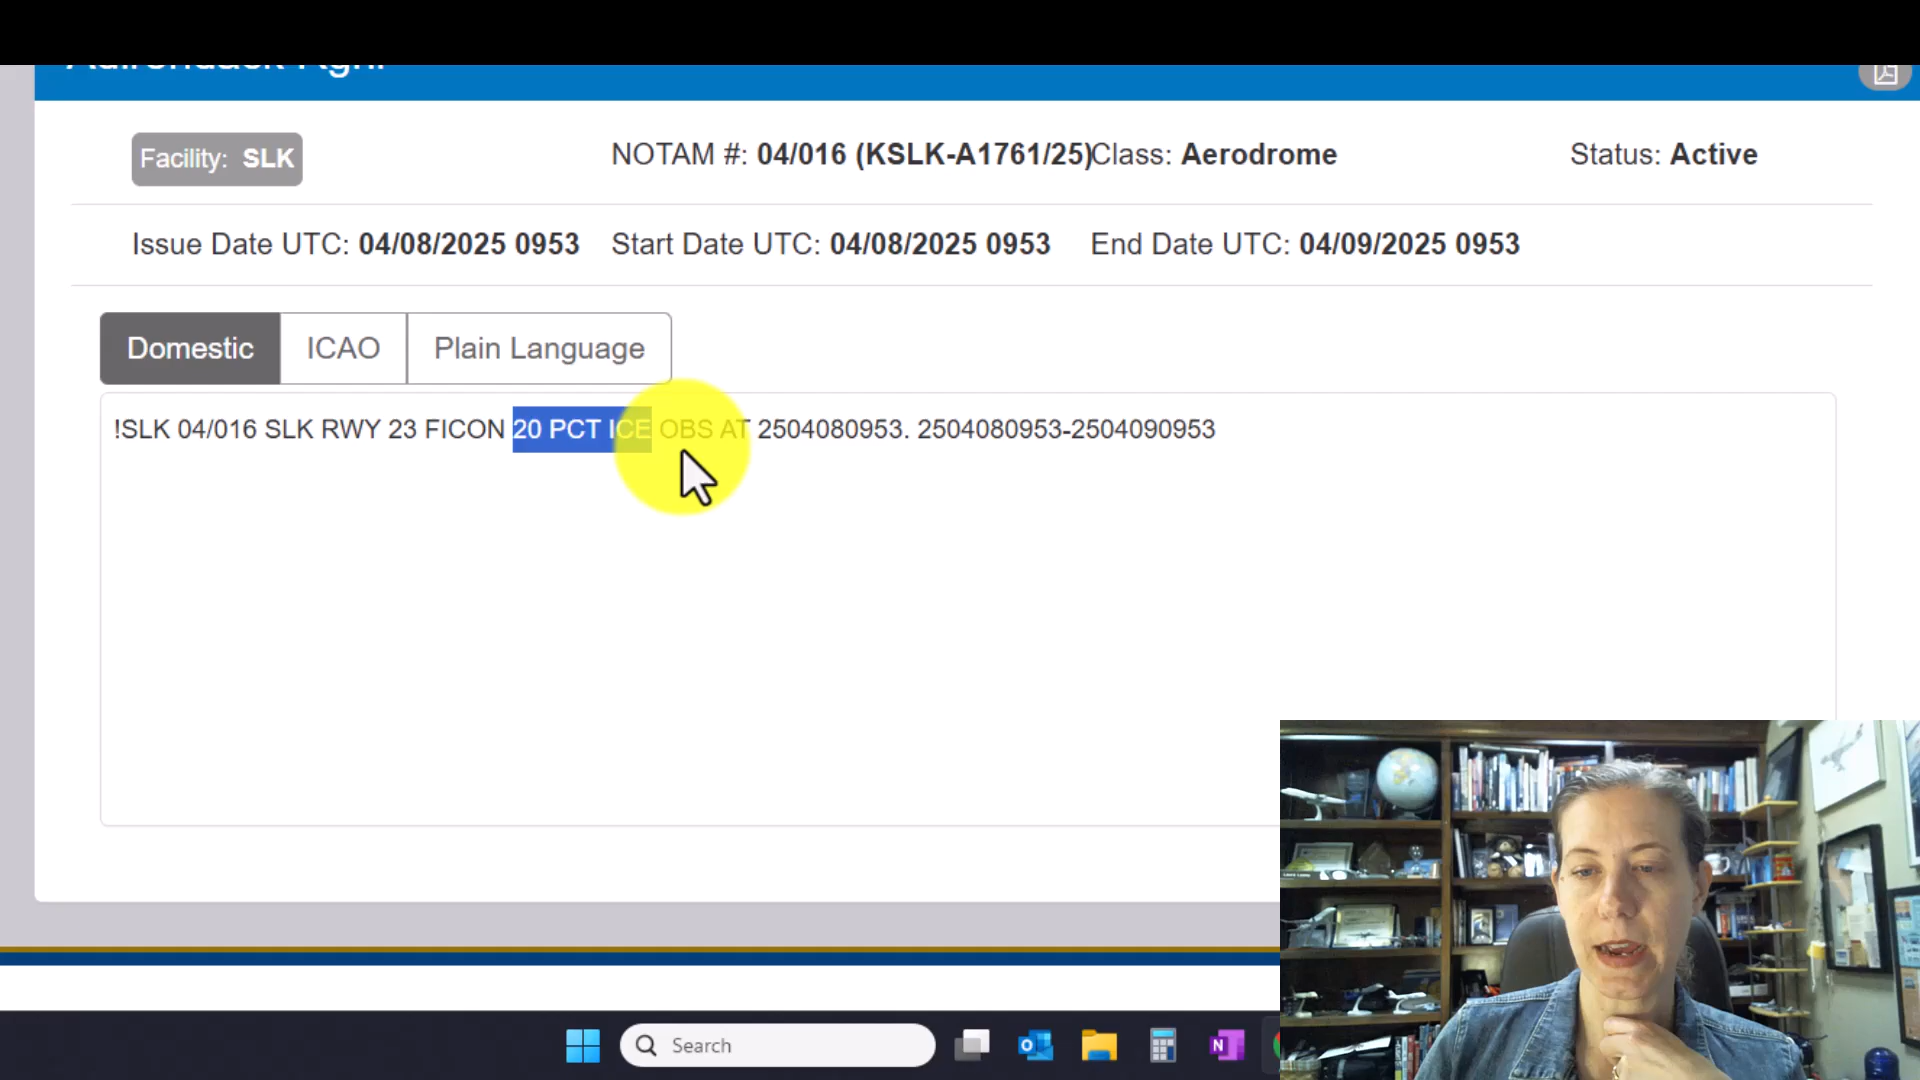 Adirondack Rgnl
Facility: SLK
NOTAM #: 04/016 (KSLK-A1761/25)
Class: Aerodrome
Status: Active
Issue Date UTC: 04/08/2025 0953
Start Date UTC: 04/08/2025 0953
End Date UTC: 04/09/2025 0953
Domestic
ICAO
Plain Language
!SLK 04/016 SLK RWY 23 FICON 20 PCT ICE OBS AT 2504080953. 2504080953-2504090953
Search